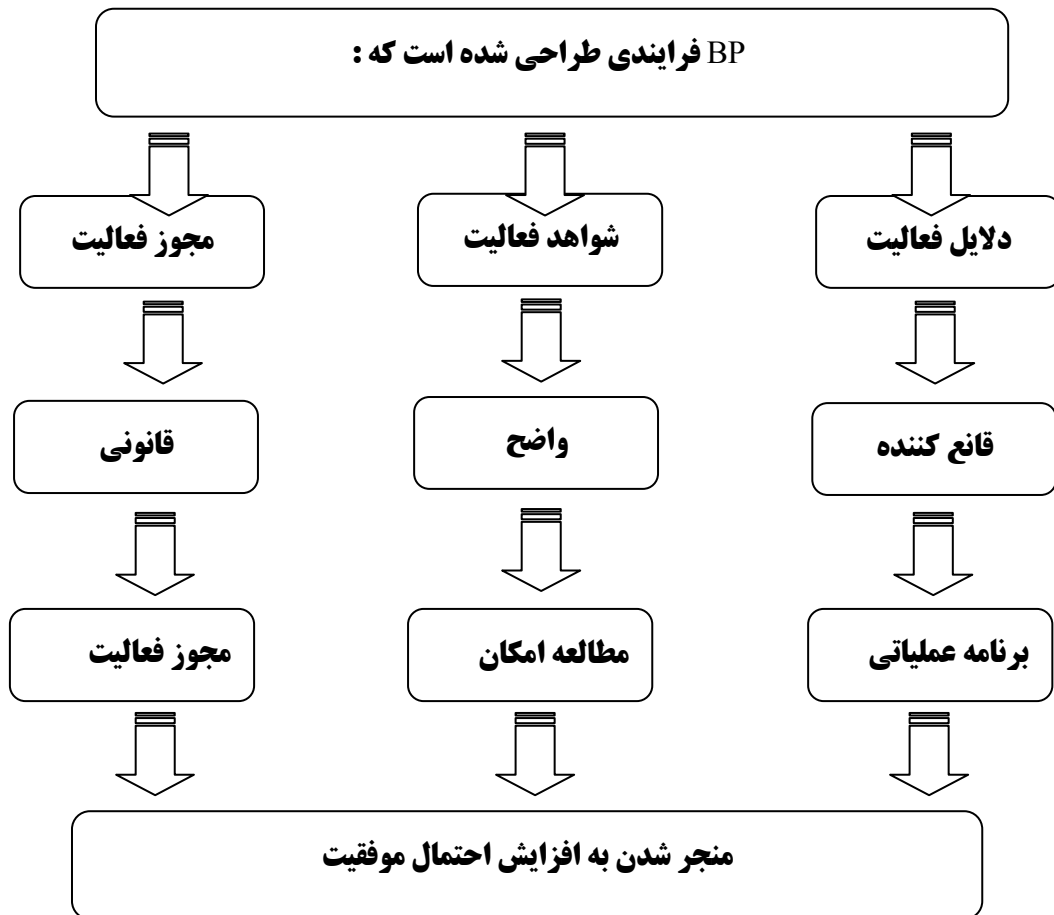 BP فرایندی طراحی شده است که :
دلایل فعالیت
شواهد فعالیت
مجوز فعالیت
قانع کننده
واضح
قانونی
برنامه عملیاتی
مطالعه امکان
مجوز فعالیت
منجر شدن به افزایش احتمال موفقیت